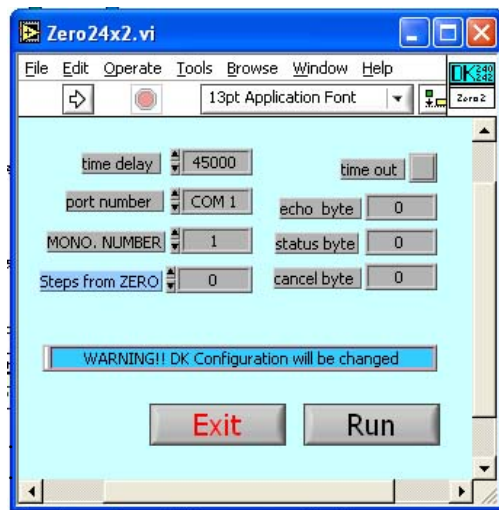 Zero24x2.vi
File Edit Operate Tools Browse Window Help
13pt Application Font
DK 240 242
Zero2
time delay 45000 time out
port number COM 1 echo byte 0
MONO. NUMBER 1 status byte 0
Steps from ZERO 0 cancel byte 0
WARNING!! DK Configuration will be changed
Exit Run